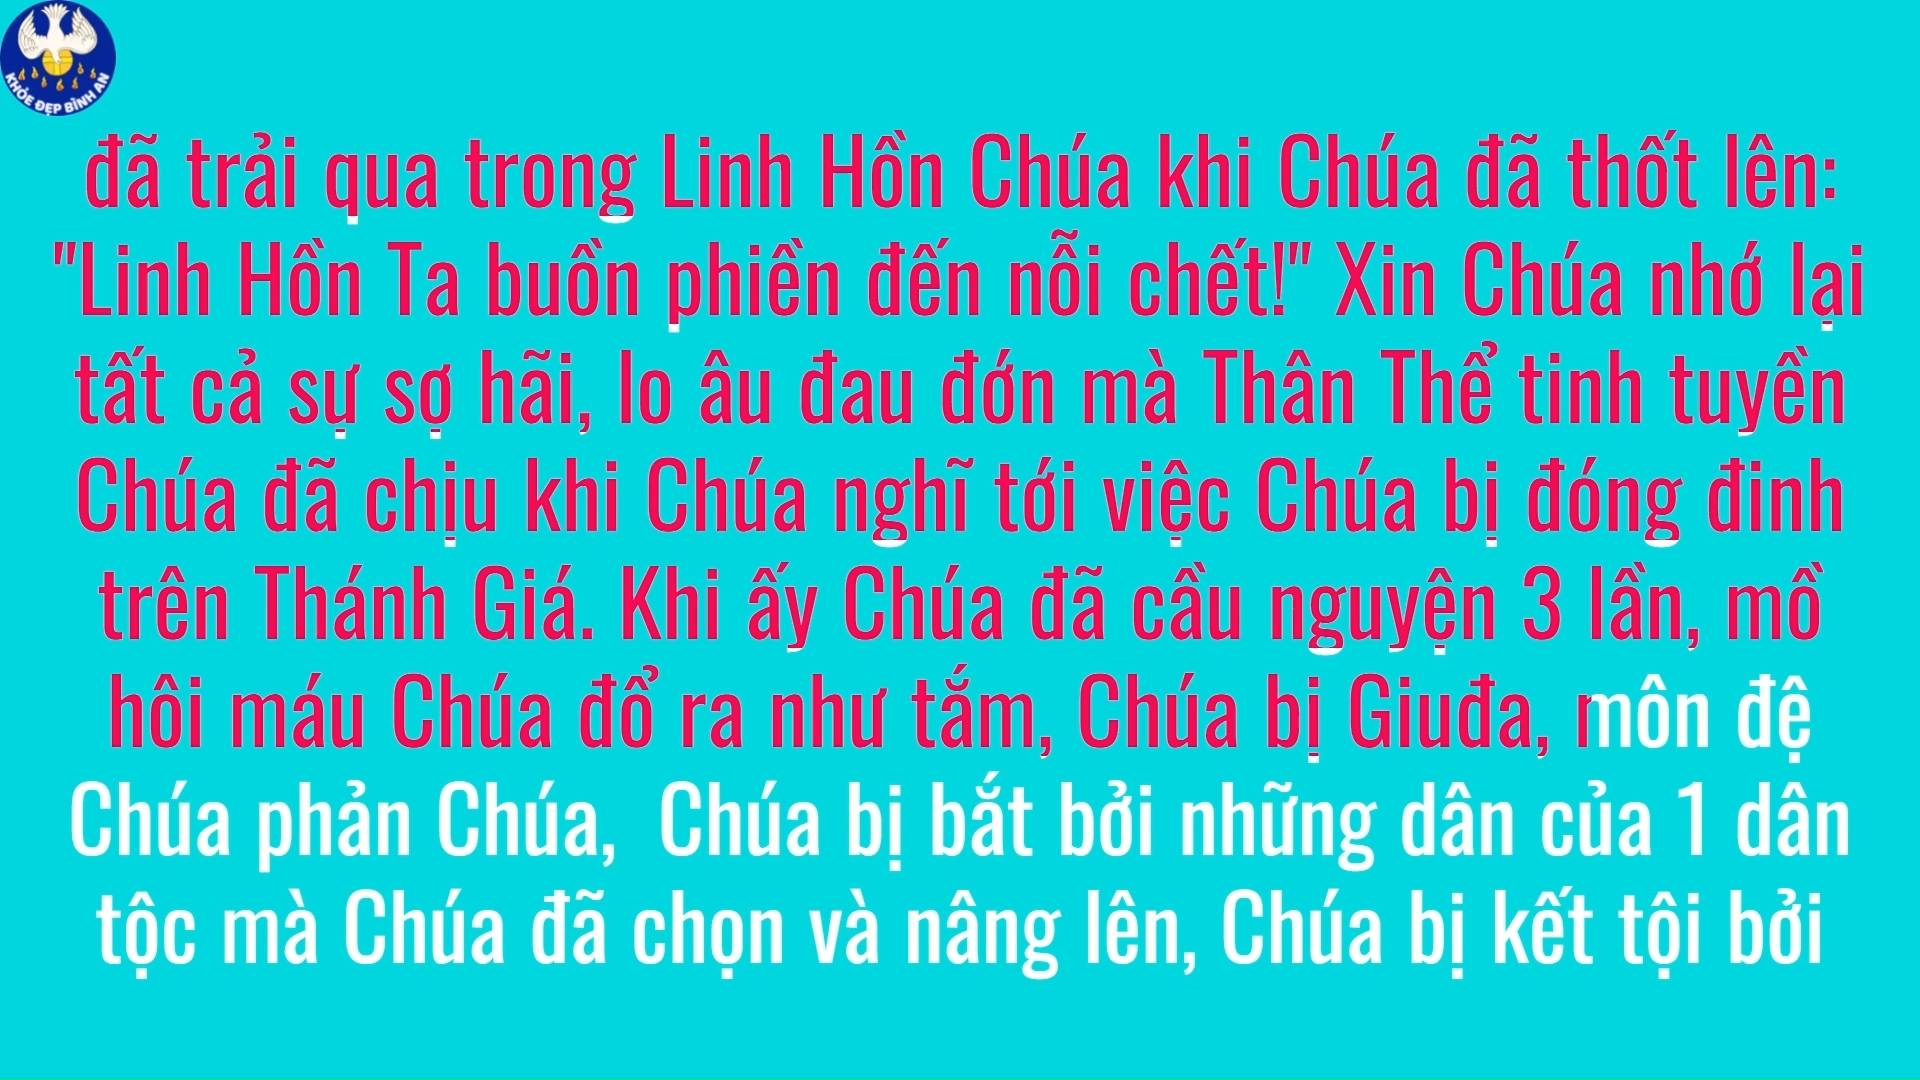 KHỎE ĐẸP BÌNH AN
đã trải qua trong Linh Hồn Chúa khi Chúa đã thốt lên:
"Linh Hồn Ta buồn phiền đến nỗi chết!" Xin Chúa nhớ lại
tất cả sự sợ hãi, lo âu đau đớn mà Thân Thể tinh tuyền
Chúa đã chịu khi Chúa nghĩ tới việc Chúa bị đóng đinh
trên Thánh Giá. Khi ấy Chúa đã cầu nguyện 3 lần, mồ
hôi máu Chúa đổ ra như tắm, Chúa bị Giuđa, môn đệ
Chúa phản Chúa,  Chúa bị bắt bởi những dân của 1 dân
tộc mà Chúa đã chọn và nâng lên, Chúa bị kết tội bởi